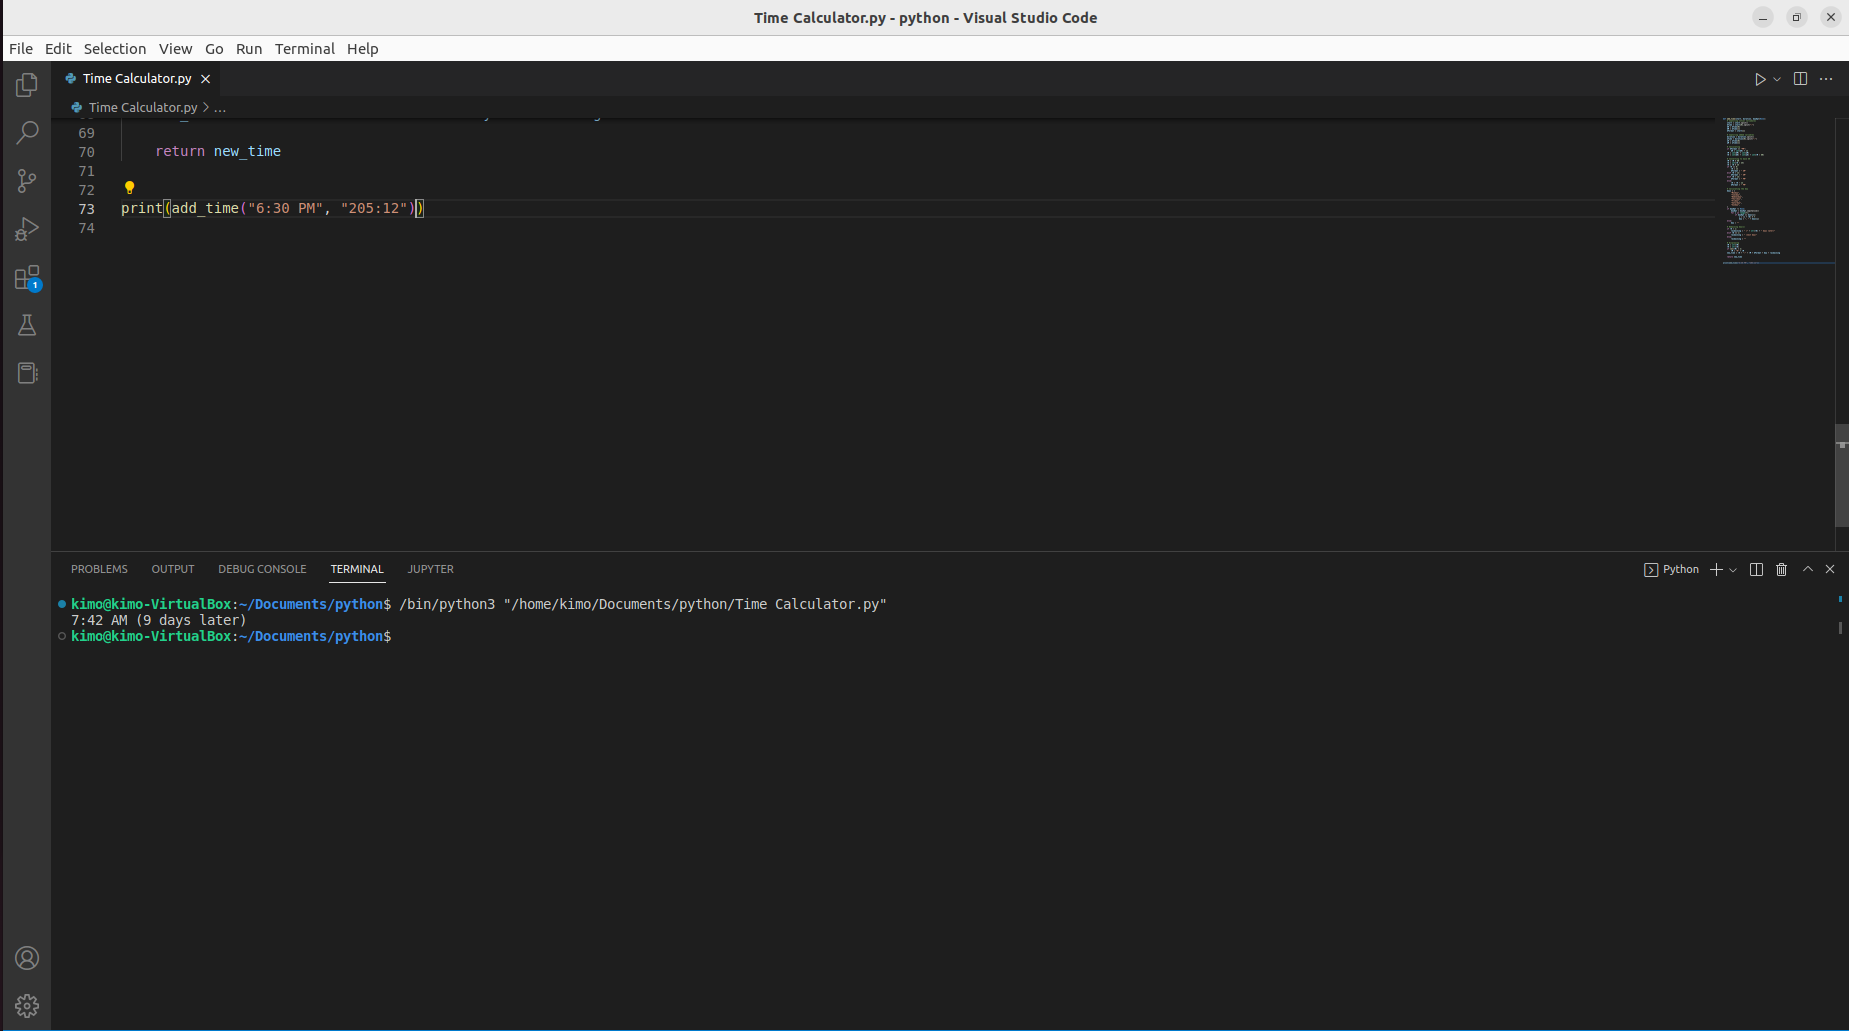 Time Calculator.py - python - Visual Studio Code
File Edit Selection View Go Run Terminal Help
Time Calculator.py
Time Calculator.py > ...
69
70 return new_time
71
72
73 print(add_time("6:30 PM", "205:12"))
74
1
PROBLEMS OUTPUT DEBUG CONSOLE TERMINAL JUPYTER
Python
kimo@kimo-VirtualBox:~/Documents/python$ /bin/python3 "/home/kimo/Documents/python/Time Calculator.py"
7:42 AM (9 days later)
kimo@kimo-VirtualBox:~/Documents/python$